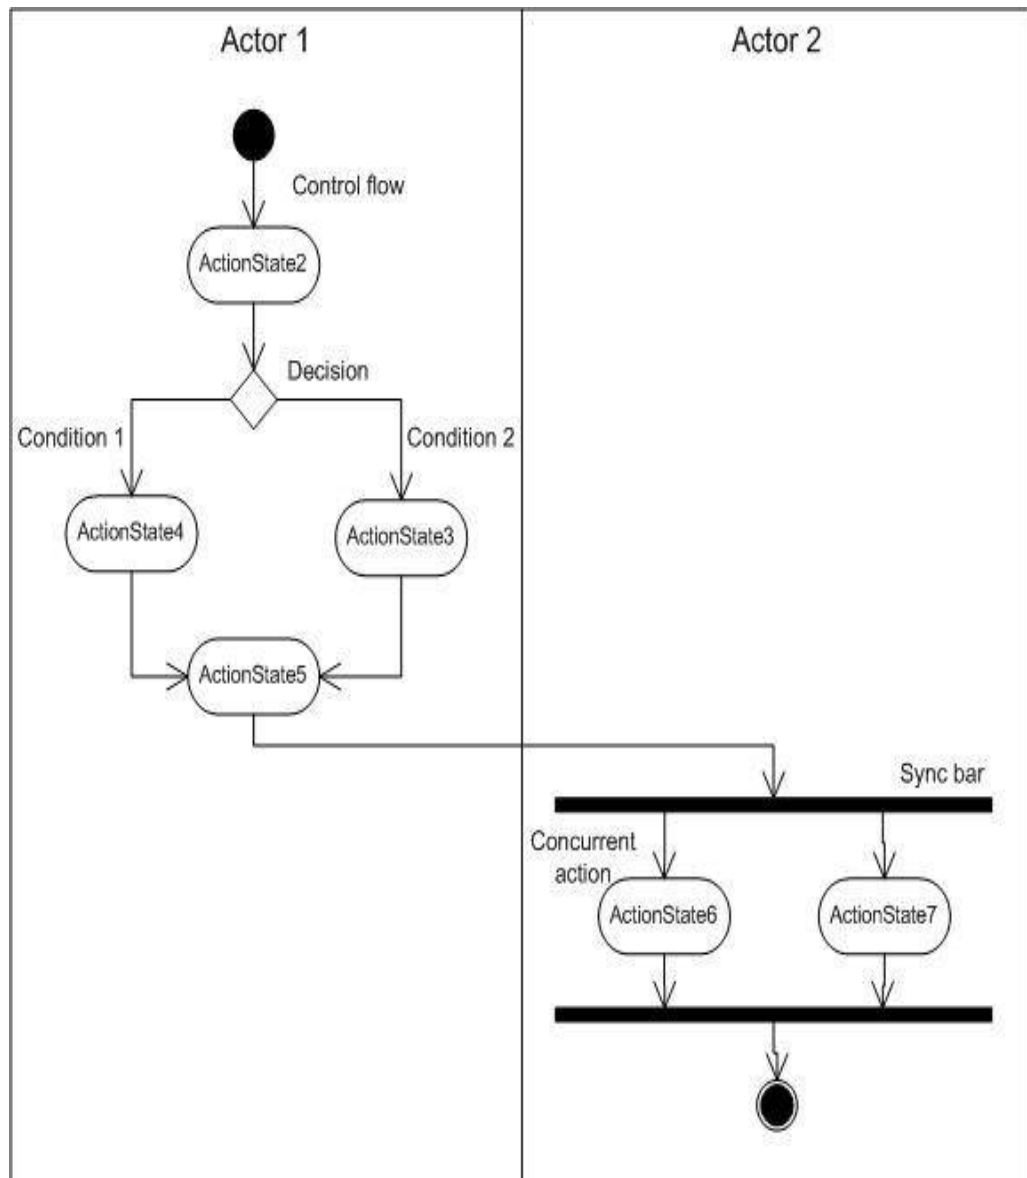 Actor 1
Actor 2
Control flow
ActionState2
Decision
Condition 1
Condition 2
ActionState4
ActionState3
ActionState5
Sync bar
Concurrent
action
ActionState6
ActionState7